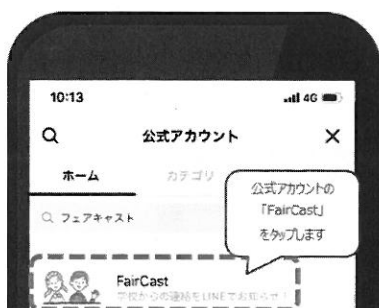 10:13
4G
公式アカウント
ホーム
カテゴリ
公式アカウントの
「FairCast」
をタップします
フェアキャスト
FairCast
学校からの連絡をLINEでお知らせ！